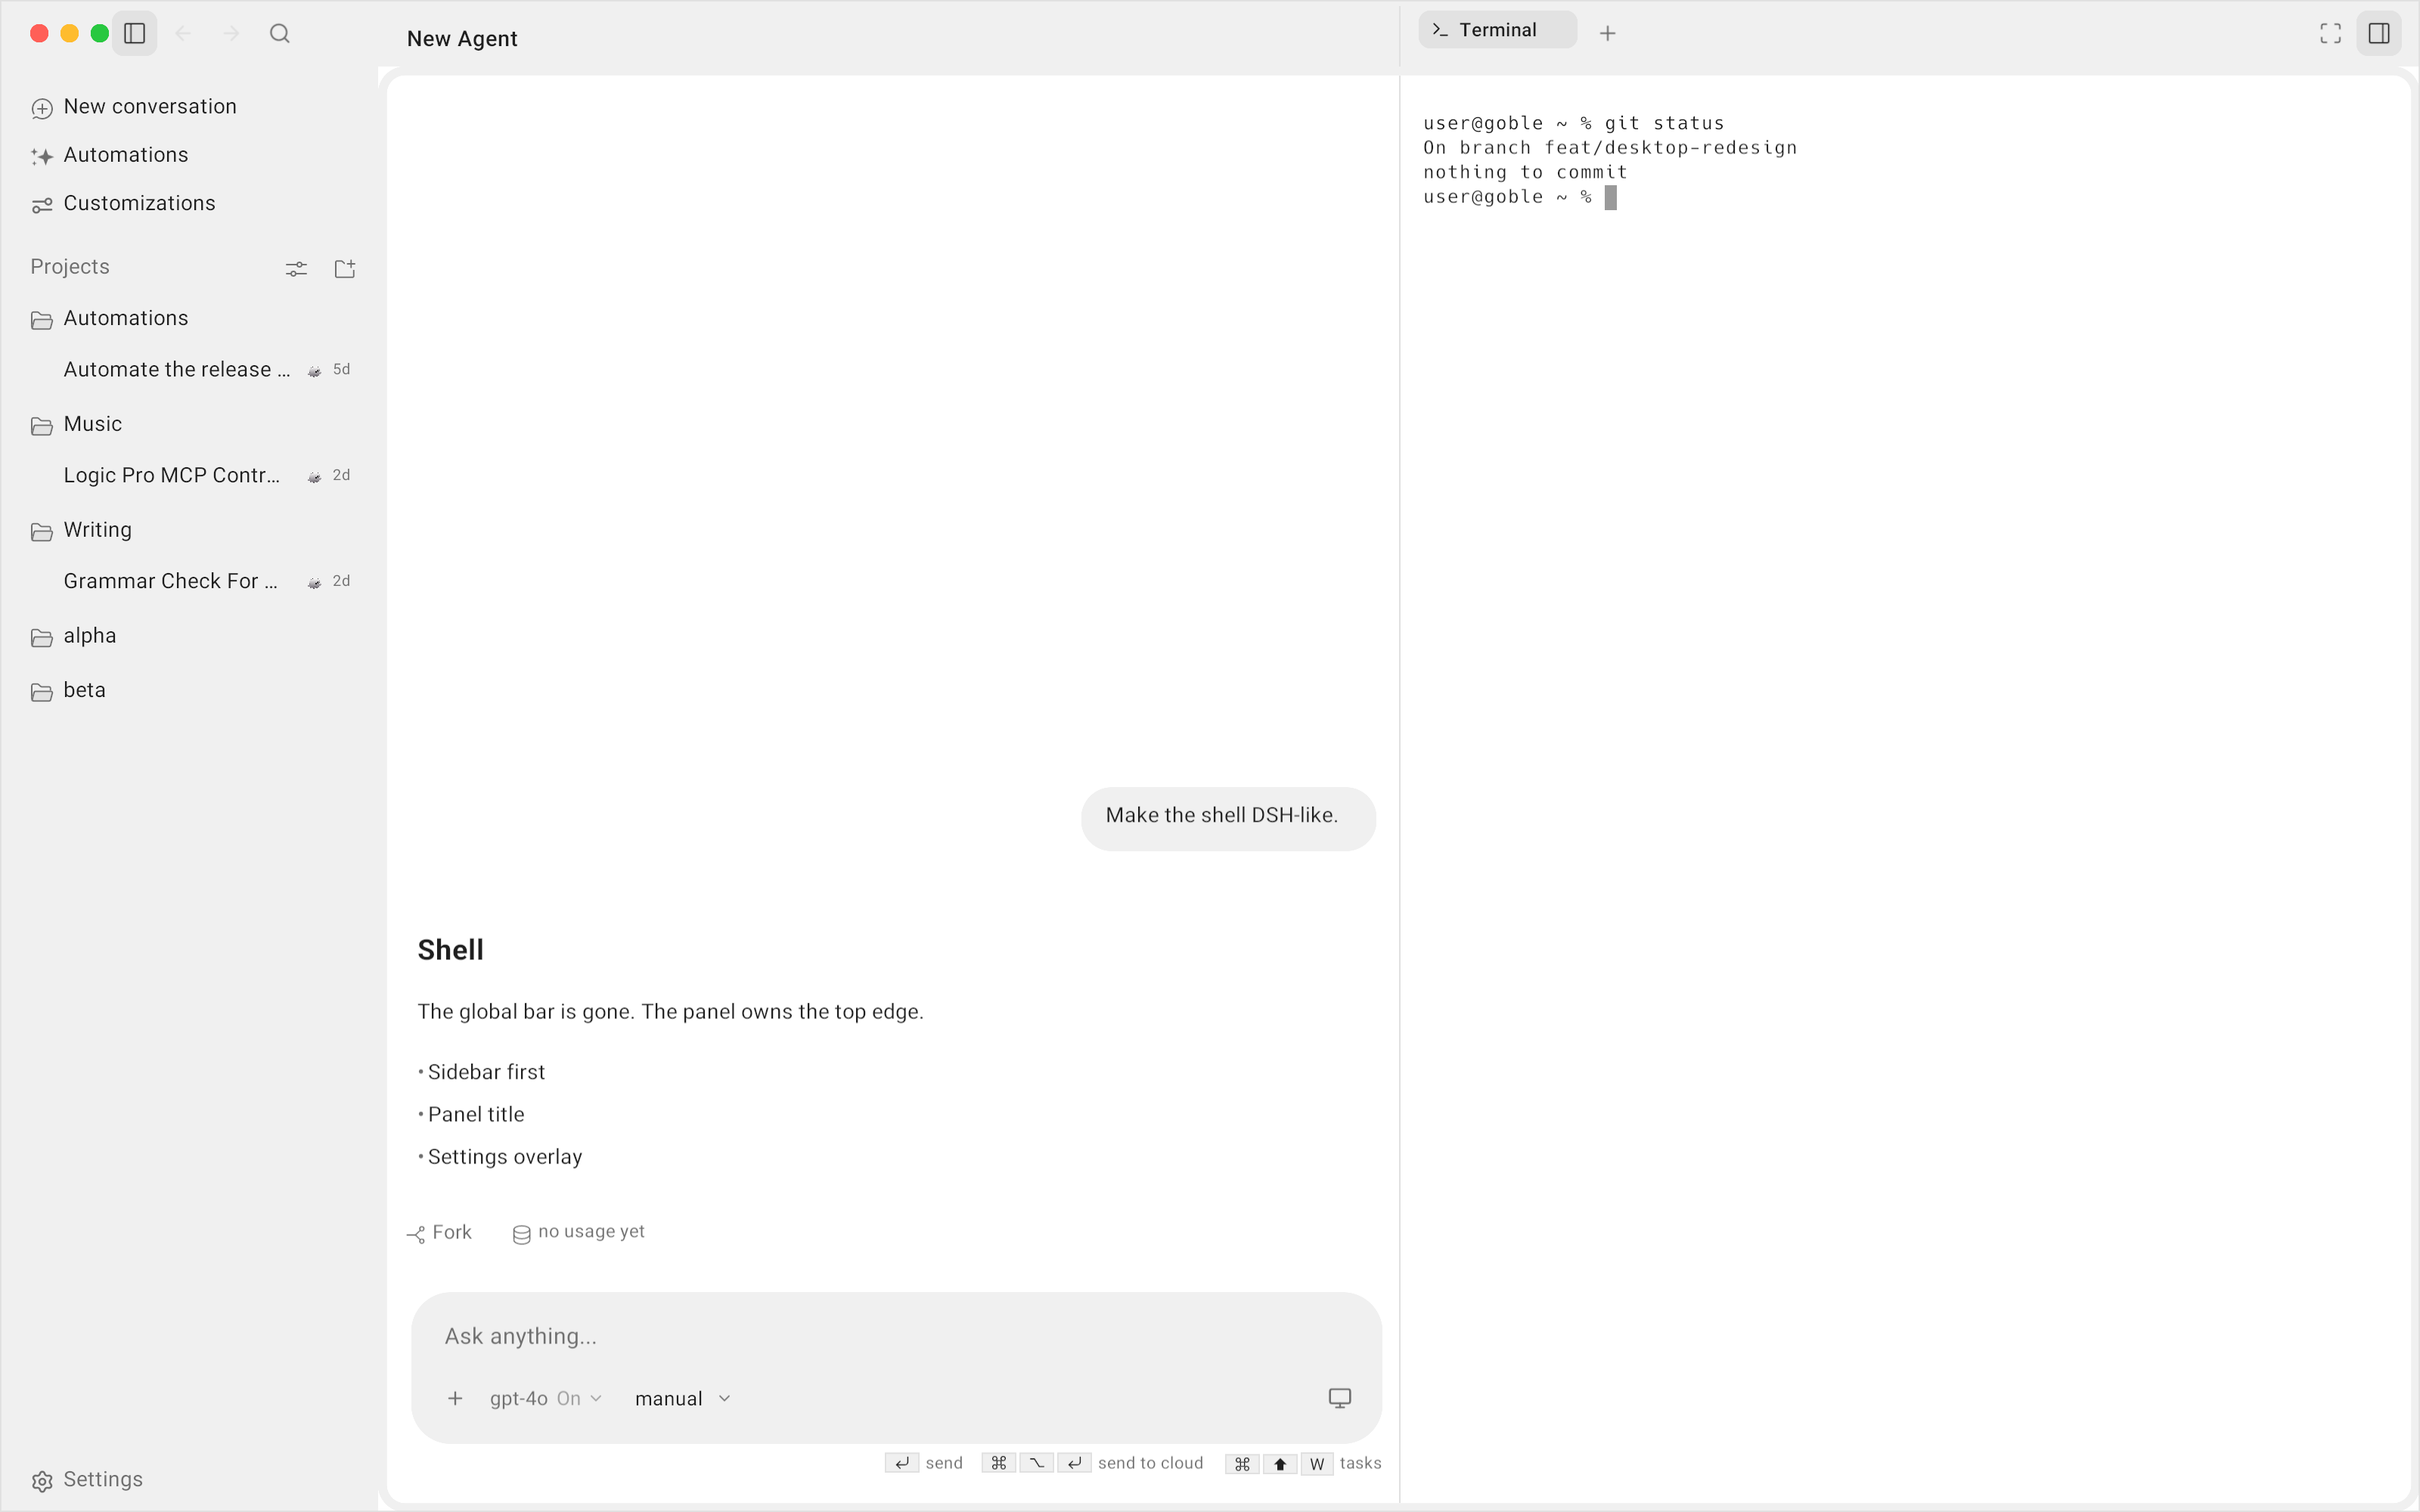 New Agent
Terminal
New conversation
Automations
Customizations
Projects
Automations
Automate the release ... 5d
Music
Logic Pro MCP Contr... 2d
Writing
Grammar Check For ... 2d
alpha
beta
Settings
Make the shell DSH-like.
Shell
The global bar is gone. The panel owns the top edge.
• Sidebar first
• Panel title
• Settings overlay
Fork no usage yet
Ask anything...
gpt-4o On manual
send ⌘ ⌥ send to cloud ⌘ W tasks
user@goble ~ % git status
On branch feat/desktop-redesign
nothing to commit
user@goble ~ %